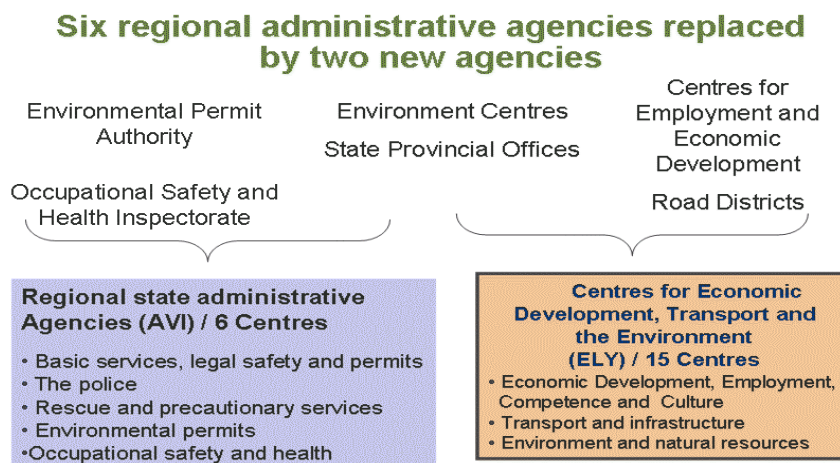 Six regional administrative agencies replaced
by two new agencies
Environmental Permit
Authority
Occupational Safety and
Health Inspectorate
Environment Centres
State Provincial Offices
Centres for
Employment and
Economic
Development
Road Districts
Regional state administrative
Agencies (AVI) / 6 Centres
• Basic services, legal safety and permits
• The police
• Rescue and precautionary services
• Environmental permits
•Occupational safety and health
Centres for Economic
Development, Transport and
the Environment
(ELY) / 15 Centres
• Economic Development, Employment,
Competence and Culture
• Transport and infrastructure
• Environment and natural resources